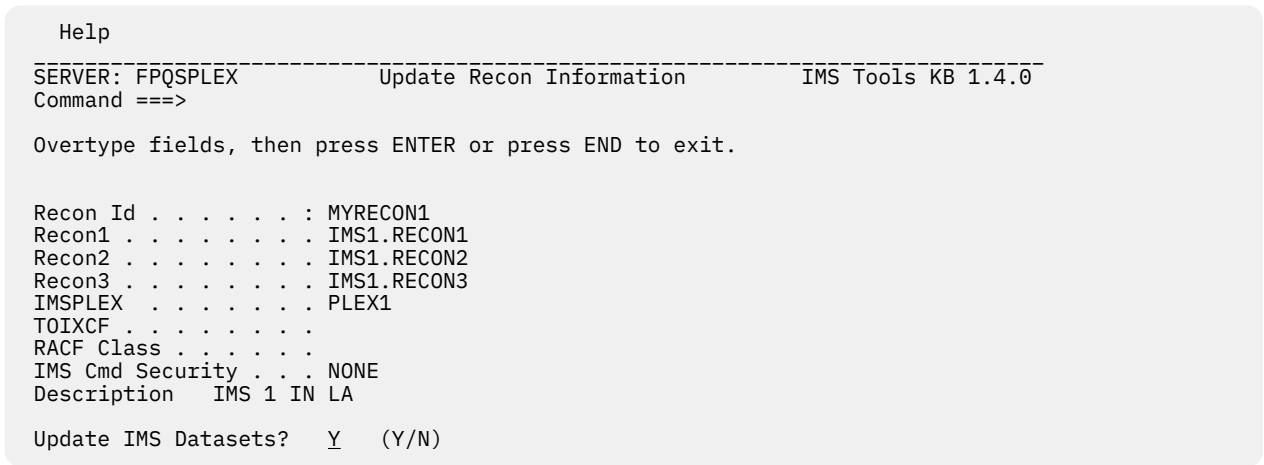 Help
SERVER: FPQSPLEX Update Recon Information IMS Tools KB 1.4.0
Command ===>
Overtype fields, then press ENTER or press END to exit.
Recon Id . . . . . . : MYRECON1
Recon1 . . . . . . . . IMS1.RECON1
Recon2 . . . . . . . . IMS1.RECON2
Recon3 . . . . . . . . IMS1.RECON3
IMSPLEX . . . . . . . PLEX1
TOIXCF . . . . . . . .
RACF Class . . . . . .
IMS Cmd Security . . . NONE
Description IMS 1 IN LA
Update IMS Datasets? Y (Y/N)